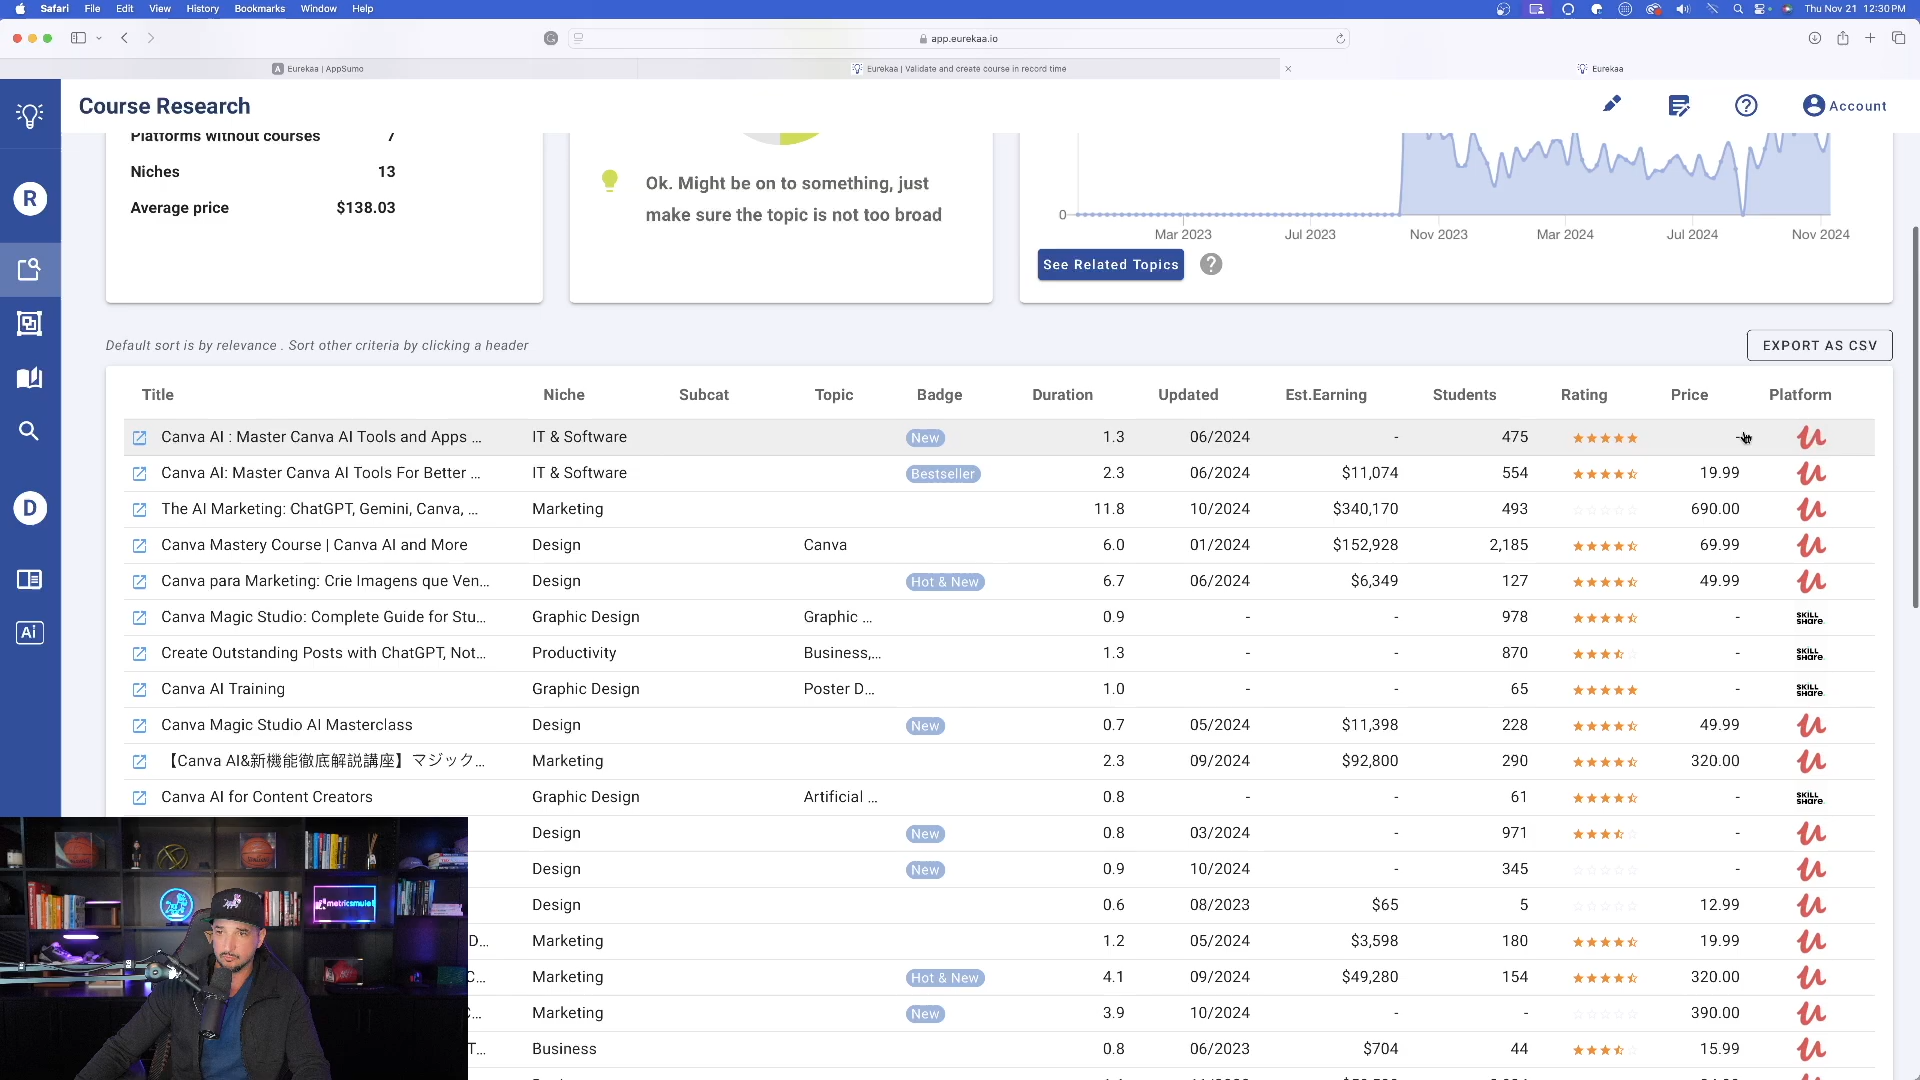 Safari File Edit View History Bookmarks Window Help Thu Nov 21 12:30 PM
app.eurekaa.io
A Eurekaa | AppSumo Eurekaa | Validate and create course in record time Eurekaa
Course Research Account
Platforms without courses 7
Niches 13
Average price $138.03
Ok. Might be on to something, just
make sure the topic is not too broad
0
Mar 2023 Jul 2023 Nov 2023 Mar 2024 Jul 2024 Nov 2024
See Related Topics ?
R
Default sort is by relevance . Sort other criteria by clicking a header
EXPORT AS CSV
Title Niche Subcat Topic Badge Duration Updated Est.Earning Students Rating Price Platform
Canva AI : Master Canva AI Tools and Apps ... IT & Software New 1.3 06/2024 - 475
Canva AI: Master Canva AI Tools For Better ... IT & Software Bestseller 2.3 06/2024 $11,074 554 19.99
The AI Marketing: ChatGPT, Gemini, Canva, ... Marketing 11.8 10/2024 $340,170 493 690.00
D
Canva Mastery Course | Canva AI and More Design Canva 6.0 01/2024 $152,928 2,185 69.99
Canva para Marketing: Crie Imagens que Ven... Design Hot & New 6.7 06/2024 $6,349 127 49.99
Canva Magic Studio: Complete Guide for Stu... Graphic Design Graphic ... 0.9 - - 978 - SKILL SHARE.
Ai
Create Outstanding Posts with ChatGPT, Not... Productivity Business,... 1.3 - - 870 - SKILL SHARE.
Canva AI Training Graphic Design Poster D... 1.0 - - 65 - SKILL SHARE.
Canva Magic Studio AI Masterclass Design New 0.7 05/2024 $11,398 228 49.99
【Canva AI&新機能徹底解説講座】マジック... Marketing 2.3 09/2024 $92,800 290 320.00
Canva AI for Content Creators Graphic Design Artificial ... 0.8 - - 61 - SKILL SHARE.
Design New 0.8 03/2024 - 971 -
Design New 0.9 10/2024 - 345 -
Design 0.6 08/2023 $65 5 12.99
D... Marketing 1.2 05/2024 $3,598 180 19.99
C... Marketing Hot & New 4.1 09/2024 $49,280 154 320.00
C... Marketing New 3.9 10/2024 - - 390.00
T... Business 0.8 06/2023 $704 44 15.99
metricsmule